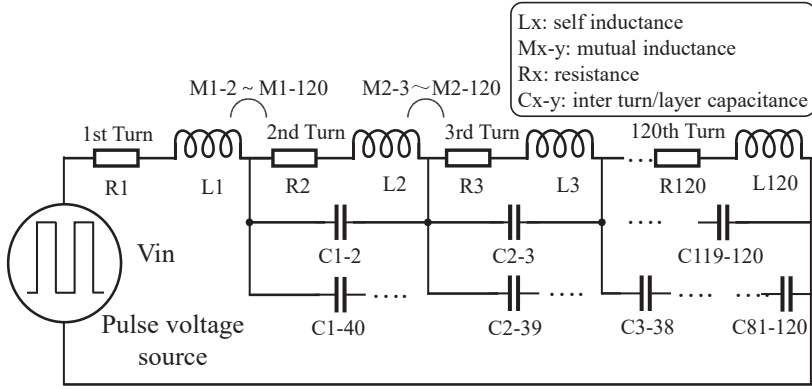 Lx: self inductance
Mx-y: mutual inductance
Rx: resistance
Cx-y: inter turn/layer capacitance
M1-2 ~ M1-120
M2-3～M2-120
1st Turn
2nd Turn
3rd Turn
120th Turn
R1
L1
R2
L2
R3
L3
R120
L120
Vin
C1-2
C2-3
C119-120
C1-40
C2-39
C3-38
C81-120
Pulse voltage
source